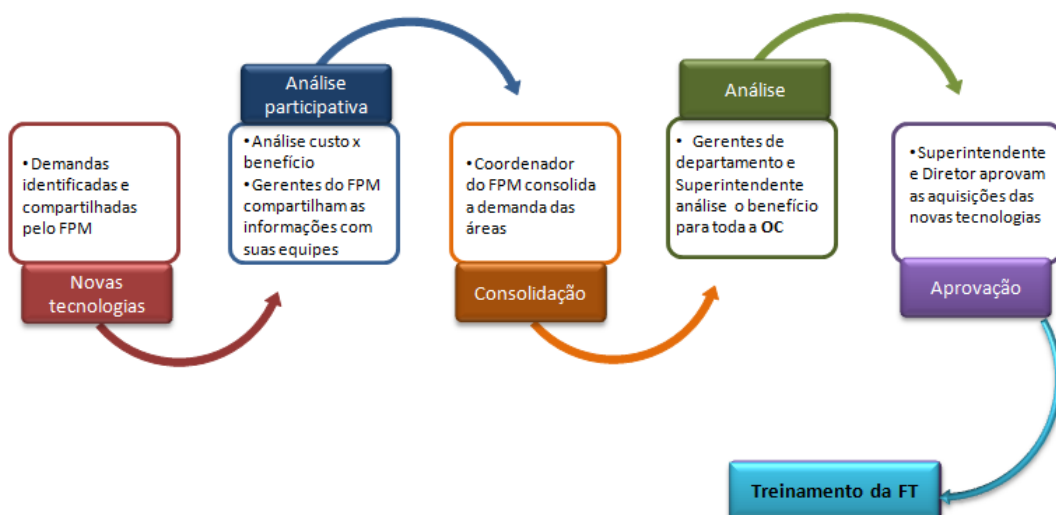 • Demandas
identificadas e
compartilhadas
pelo FPM
Novas
tecnologias
Análise
participativa
•Análise custo x
benefício
•Gerentes do FPM
compartilham as
informações com
suas equipes
•Coordenador
do FPM consolida
a demanda das
áreas
Consolidação
Análise
• Gerentes de
departamento e
Superintendente
análise o benefício
para toda a OC
•Superintendente
e Diretor aprovam
as aquisições das
novas tecnologias
Aprovação
Treinamento da FT